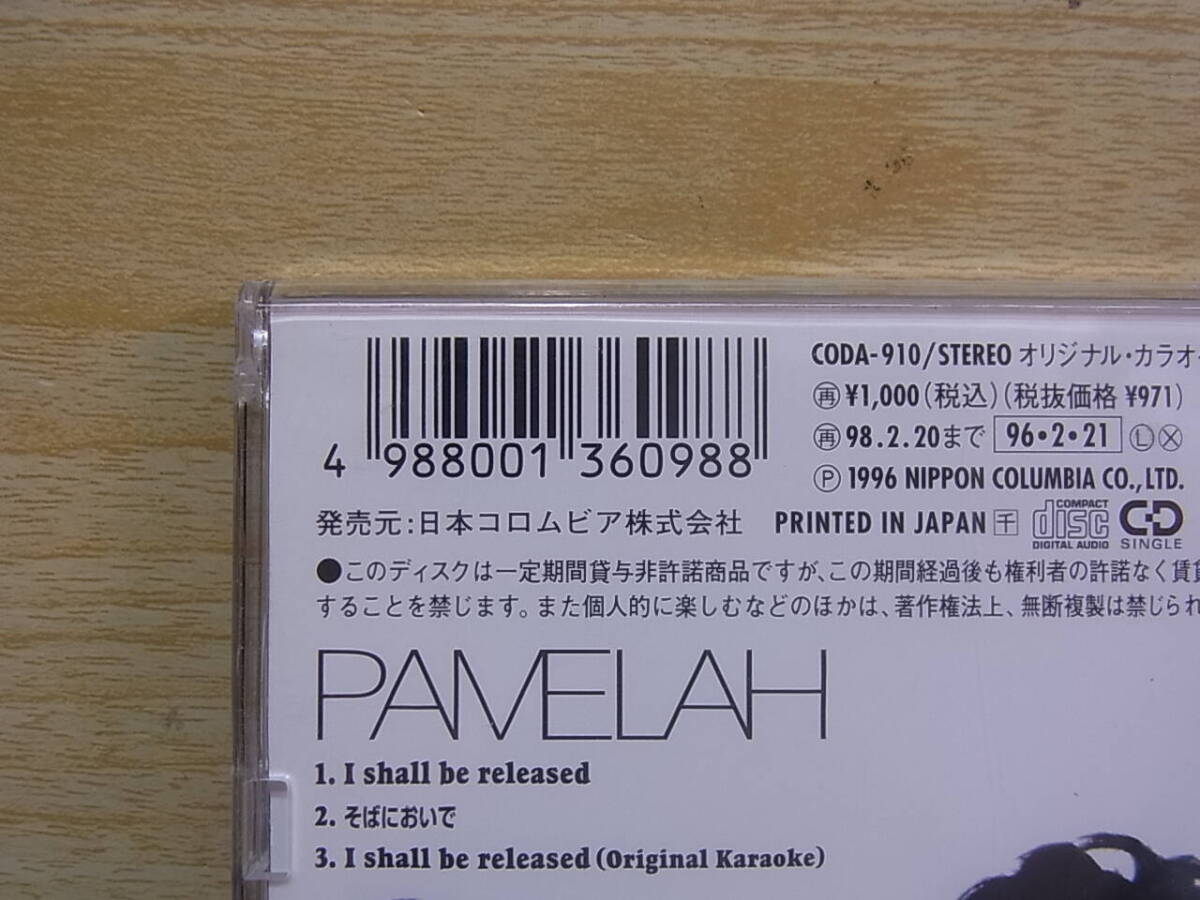 CODA-910/STEREO オリジナル・カラオ
再 ¥1,000(税込)(税抜価格 ¥971)
再 98.2.20まで 96・2・21 Ⓛ Ⓧ
Ⓟ 1996 NIPPON COLUMBIA CO., LTD.
4 988001 360988
発売元:日本コロムビア株式会社 PRINTED IN JAPAN 千 COMPACT disc DIGITAL AUDIO CD SINGLE
●このディスクは一定期間貸与非許諾商品ですが、この期間経過後も権利者の許諾なく賃貸
することを禁じます。また個人的に楽しむなどのほかは、著作権法上、無断複製は禁じられ
PAMELAH
1. I shall be released
2. そばにおいで
3. I shall be released (Original Karaoke)